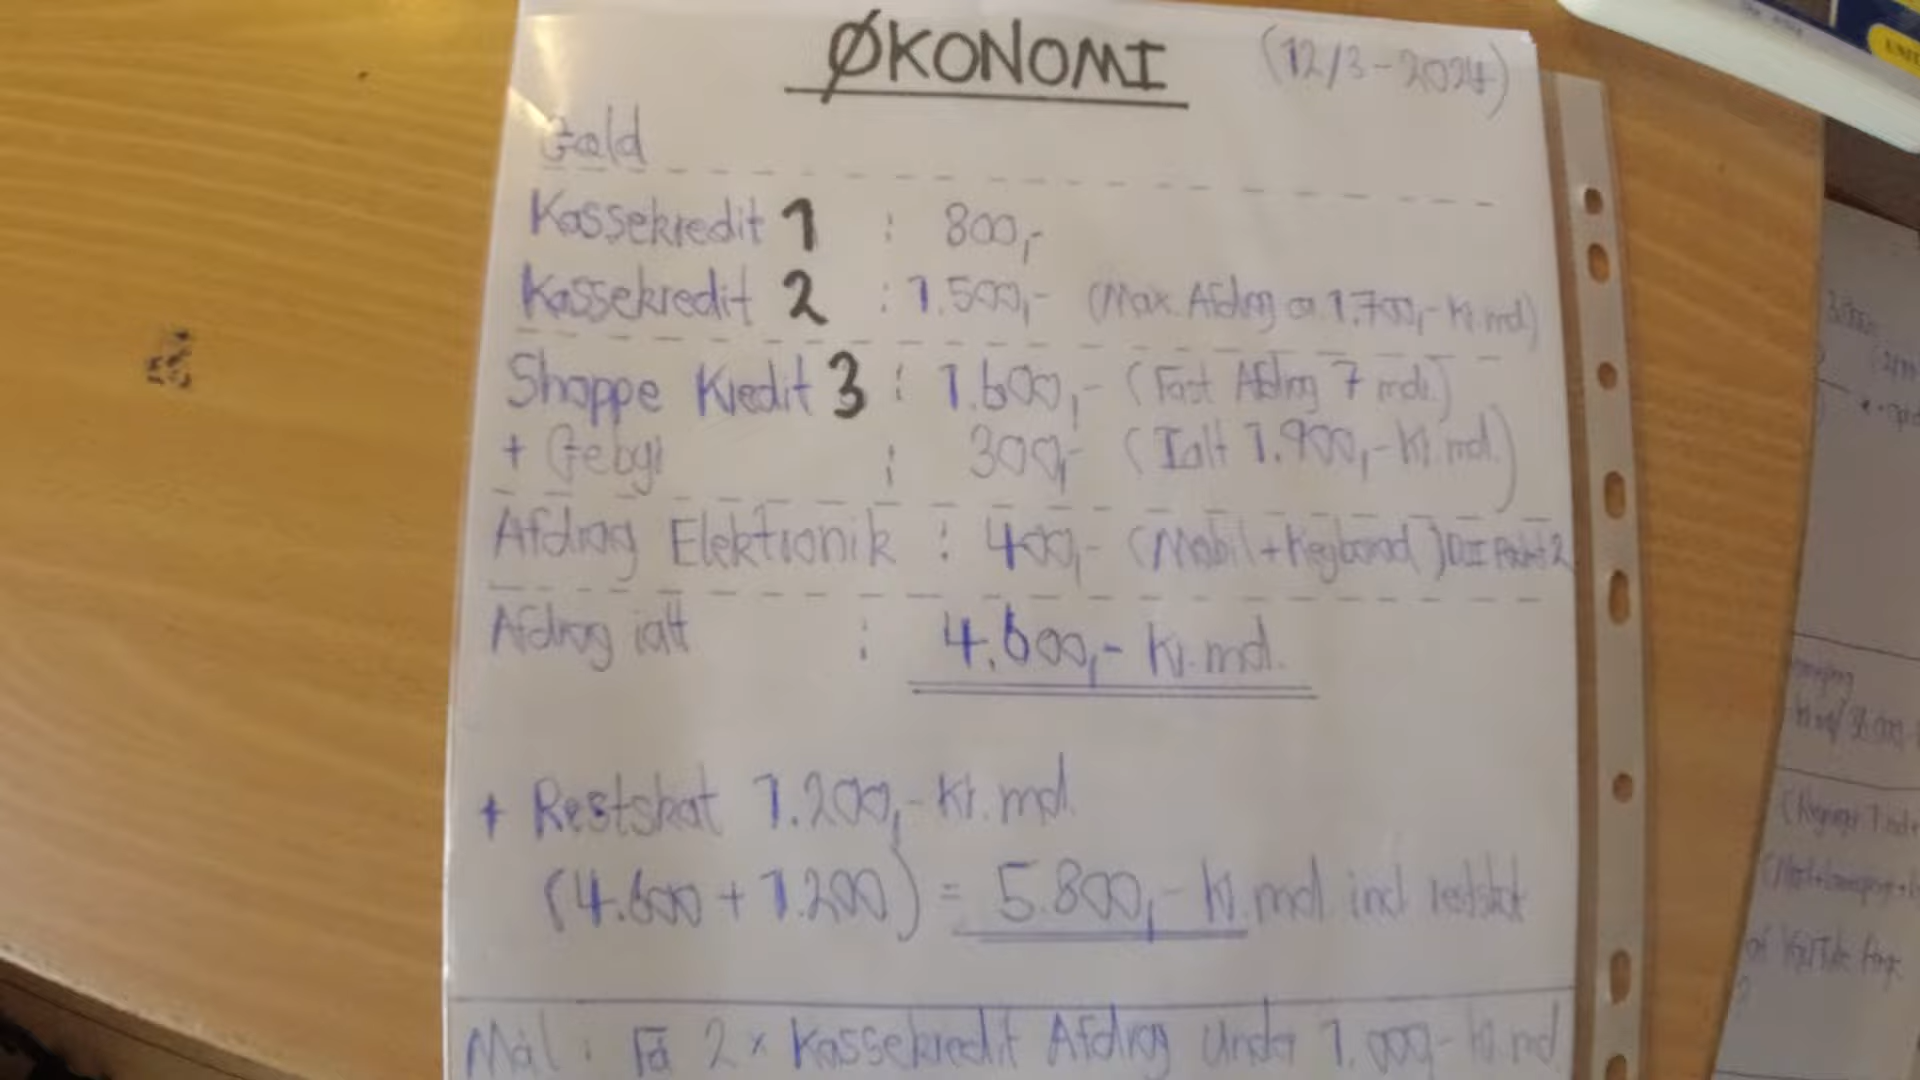 ØKONOMI (12/3-2024)
Gæld
Kassekredit 1 : 800,-
Kassekredit 2 : 1.500,- (Max. Afdrag a 1.700,- Kr.md)
Shoppe Kredit 3 : 1.600,- (Fast Afdrag 7 mdr.)
+ Gebyr : 300,- (Ialt 1.900,- Kr.md.)
Afdrag Elektronik : 400,- (Mobil + Keyboard)
Afdrag ialt : 4.600,- Kr.md.
+ Restskat 1.200,- Kr.md.
(4.600 + 1.200) = 5.800,- Kr.md incl restskat
Mål : Få 2 x Kassekredit Afdrag Under 1.000,- Kr.md